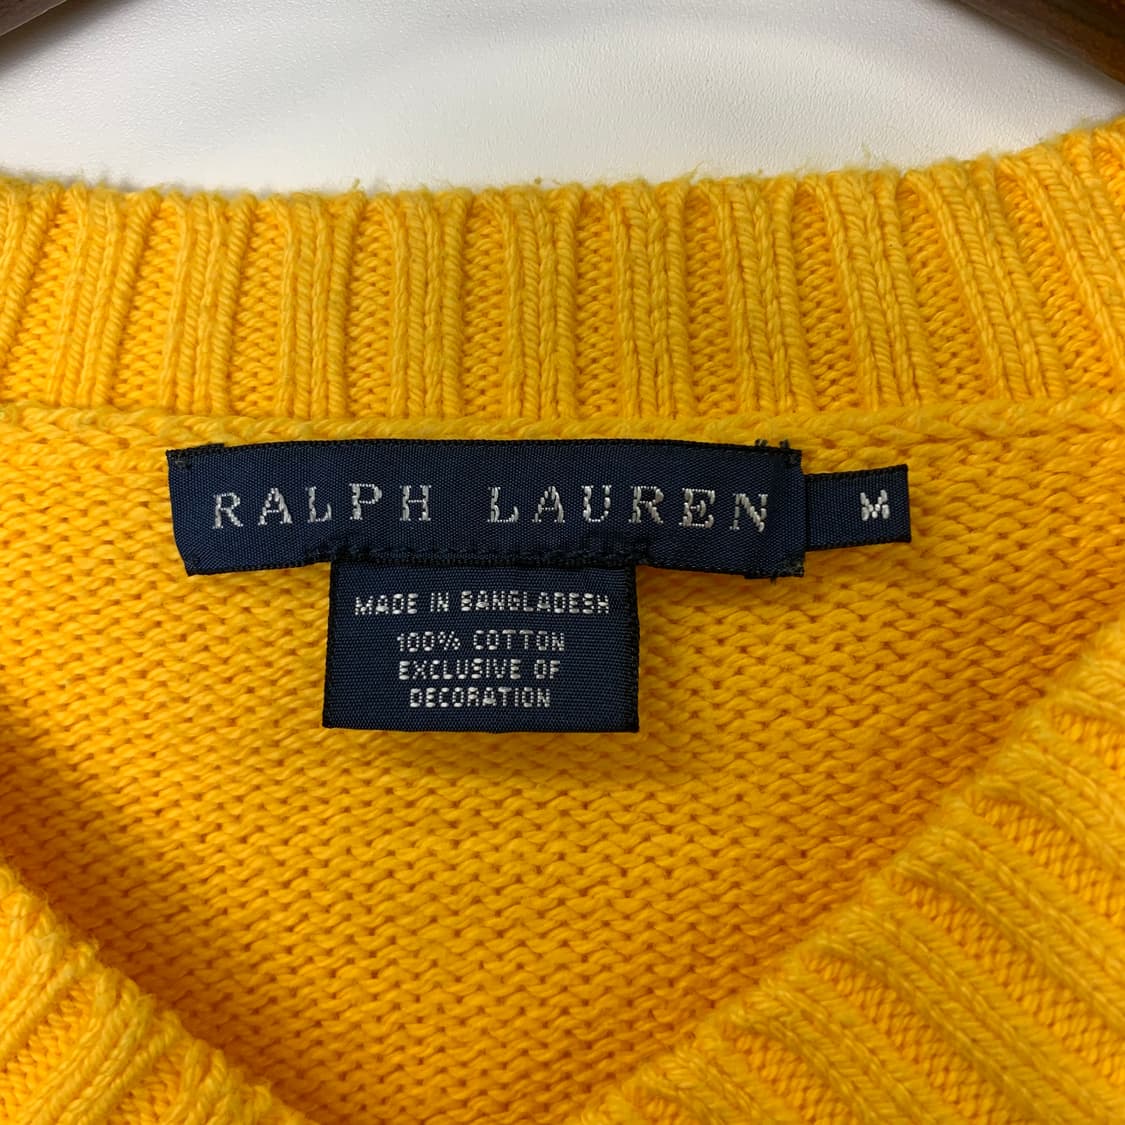 RALPH LAUREN
M
MADE IN BANGLADESH
100% COTTON
EXCLUSIVE OF
DECORATION